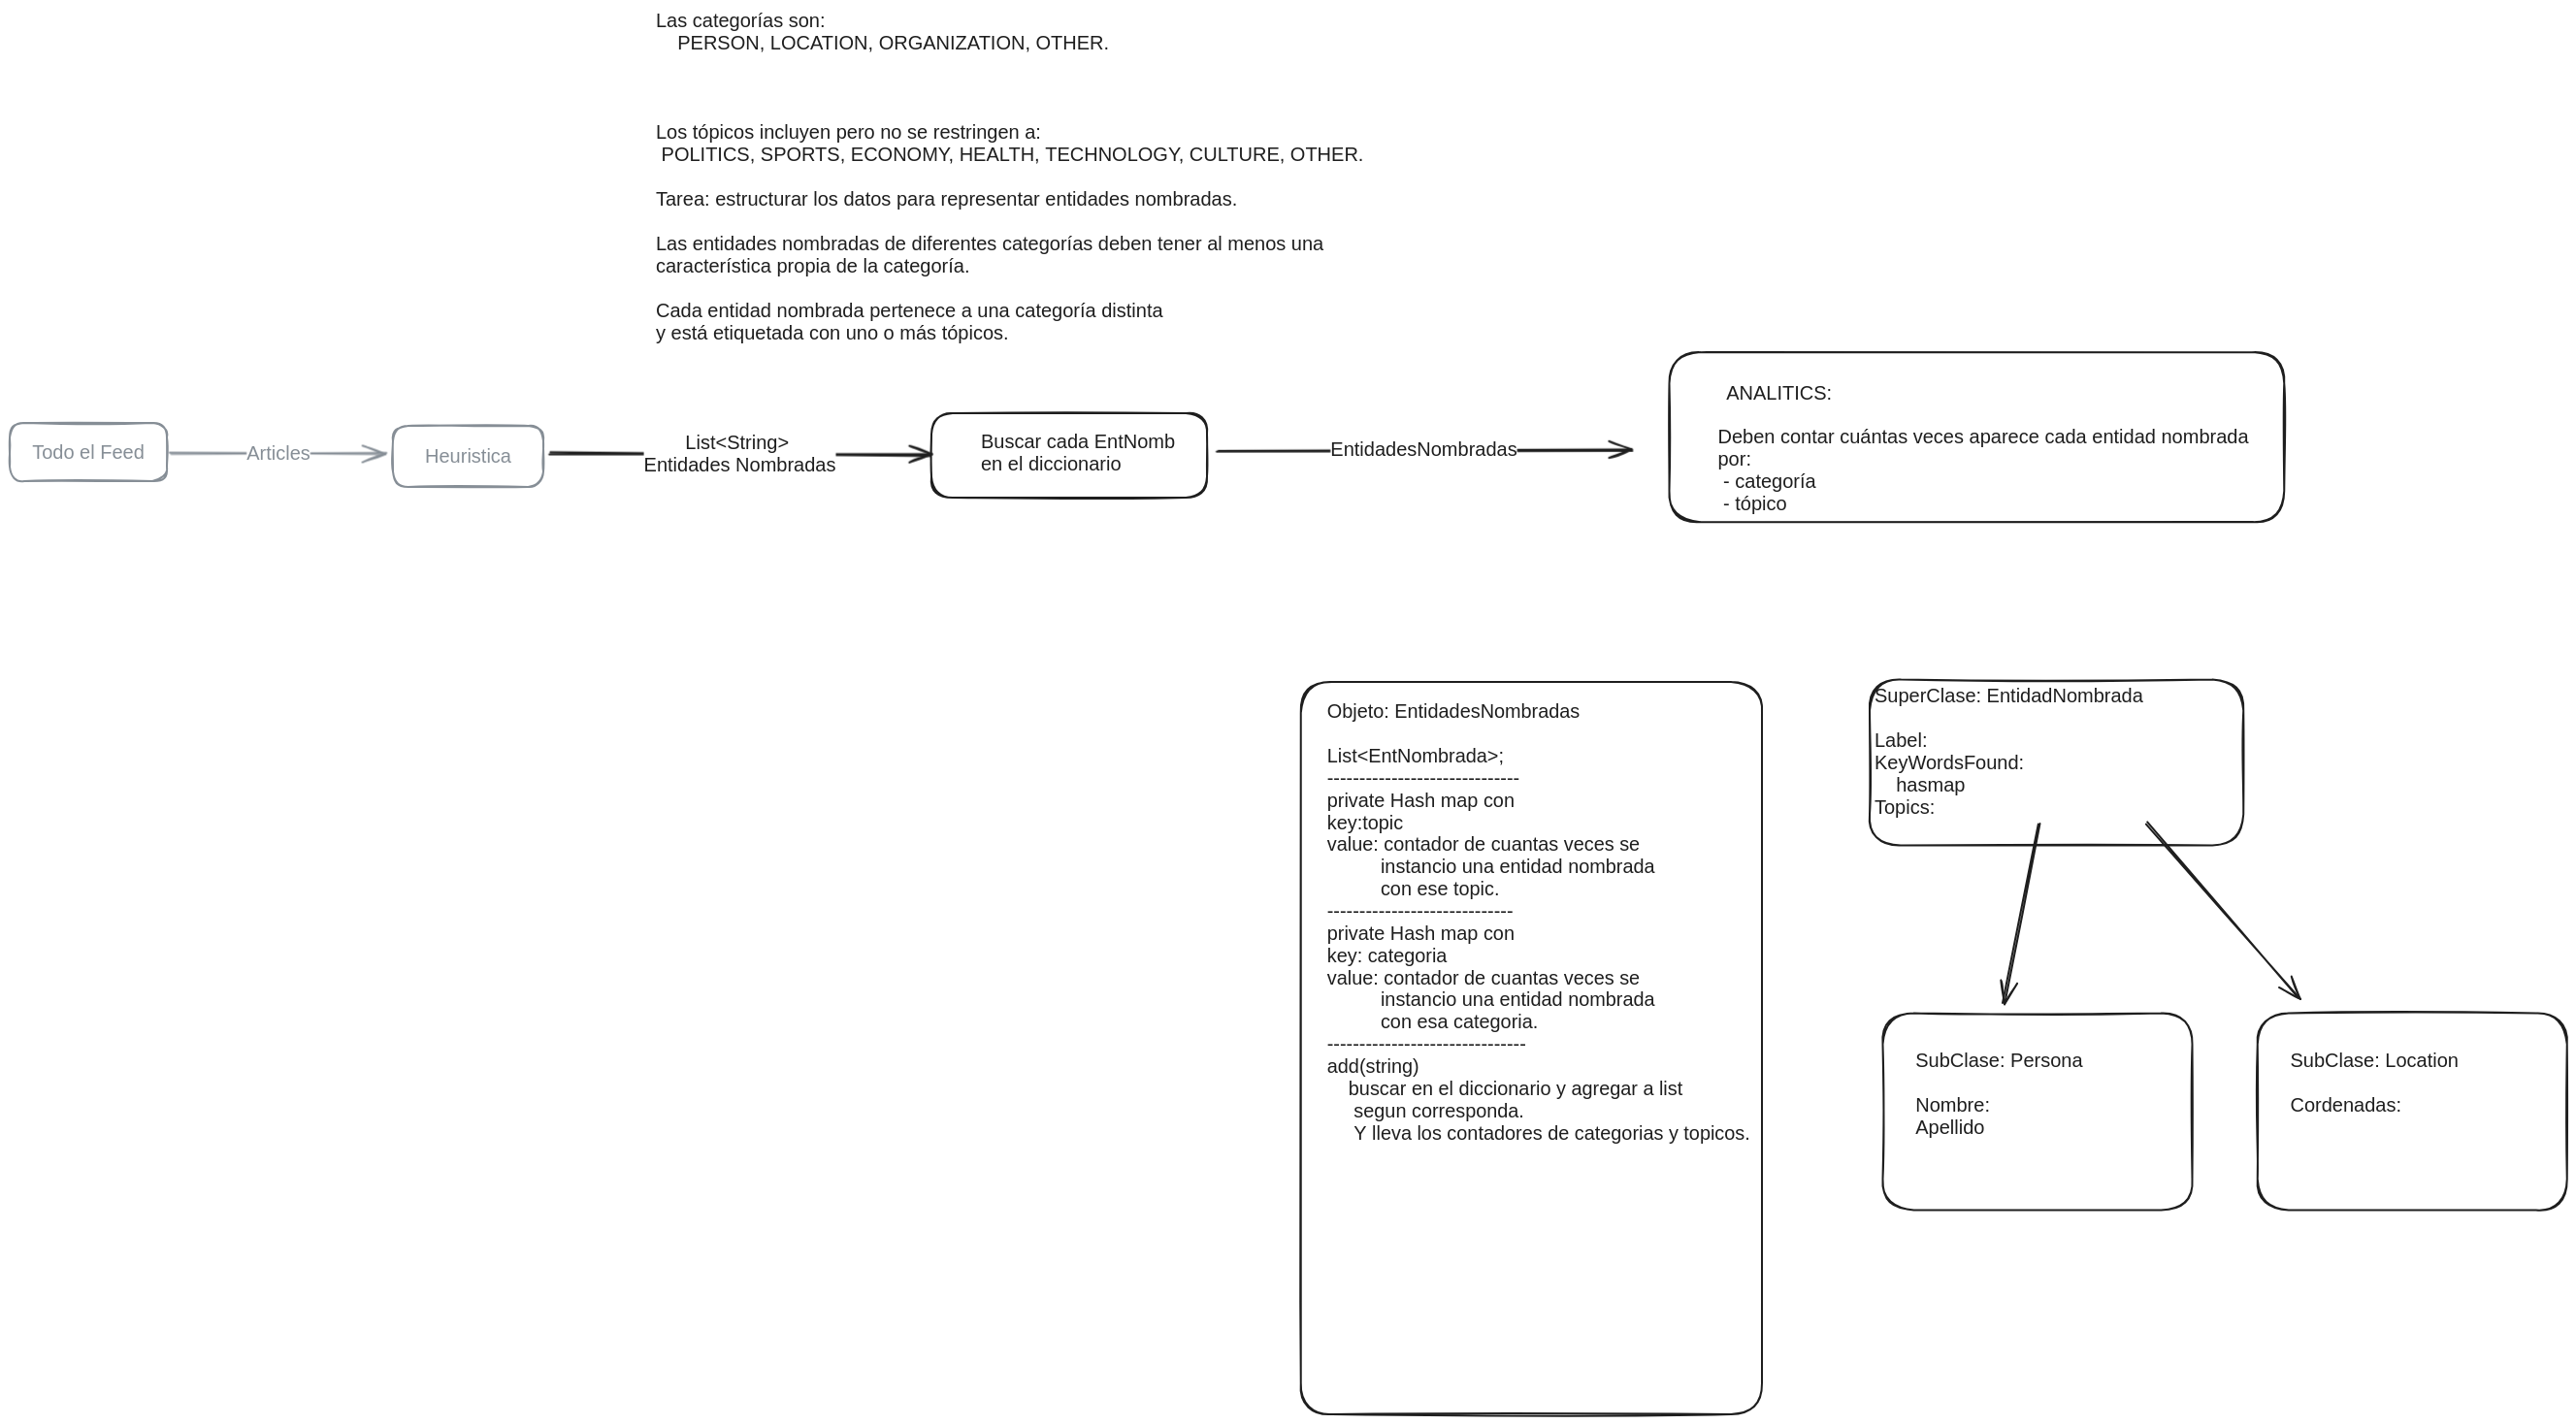 Las categorías son:
PERSON, LOCATION, ORGANIZATION, OTHER.
Los tópicos incluyen pero no se restringen a:
POLITICS, SPORTS, ECONOMY, HEALTH, TECHNOLOGY, CULTURE, OTHER.
Tarea: estructurar los datos para representar entidades nombradas.
Las entidades nombradas de diferentes categorías deben tener al menos una
característica propia de la categoría.
Cada entidad nombrada pertenece a una categoría distinta
y está etiquetada con uno o más tópicos.
Todo el Feed
Articles
Heuristica
List<String>
Entidades Nombradas
Buscar cada EntNomb
en el diccionario
EntidadesNombradas
ANALITICS:
Deben contar cuántas veces aparece cada entidad nombrada
por:
- categoría
- tópico
Objeto: EntidadesNombradas
List<EntNombrada>;
------------------------------
private Hash map con
key:topic
value: contador de cuantas veces se
instancio una entidad nombrada
con ese topic.
-----------------------------
private Hash map con
key: categoria
value: contador de cuantas veces se
instancio una entidad nombrada
con esa categoria.
-------------------------------
add(string)
buscar en el diccionario y agregar a list
segun corresponda.
Y lleva los contadores de categorias y topicos.
SuperClase: EntidadNombrada
Label:
KeyWordsFound:
hasmap
Topics:
SubClase: Persona
Nombre:
Apellido
SubClase: Location
Cordenadas: